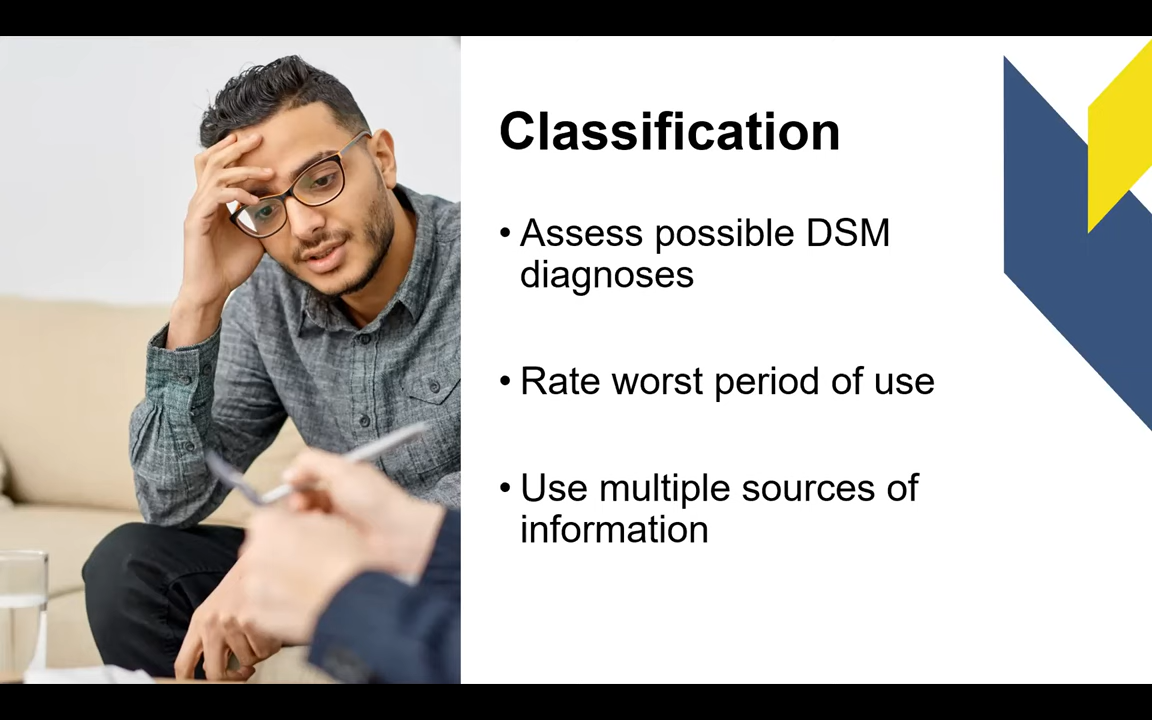 Classification
• Assess possible DSM
diagnoses
• Rate worst period of use
• Use multiple sources of
information